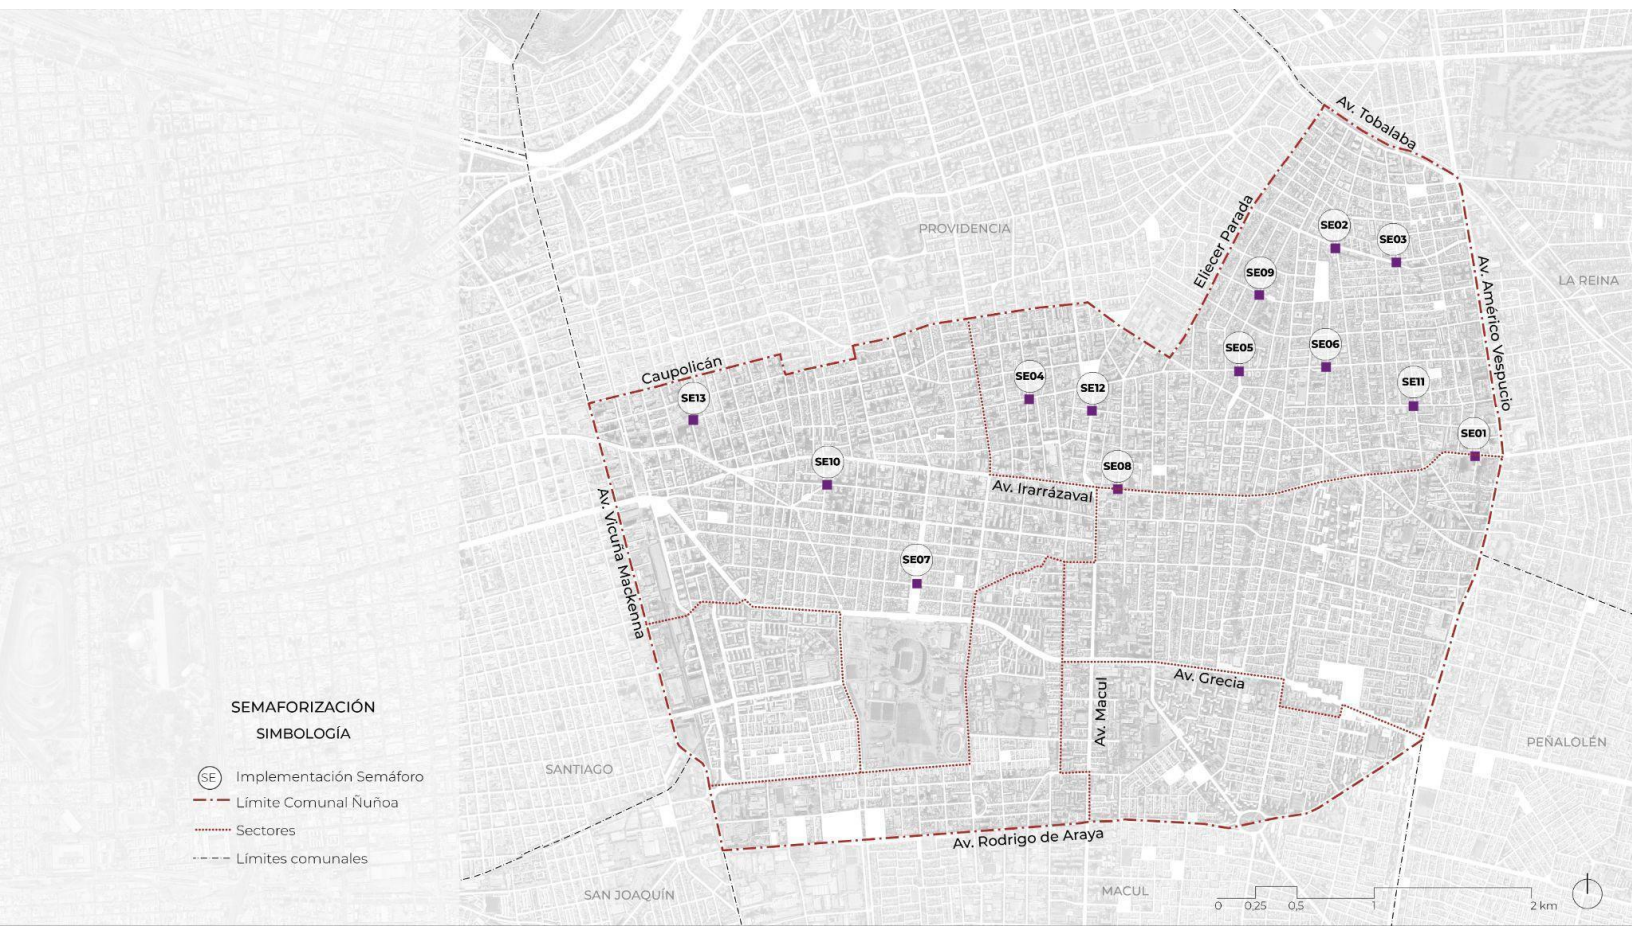 Av. Tobalaba
PROVIDENCIA
Eliecer Parada
SE02
SE03
SE09
LA REINA
Av. Américo Vespucio
SE05
SE06
Caupolicán
SE04
SE12
SE11
SE13
SE01
SE10
SE08
Av. Irarrázaval
Av. Vicuña Mackenna
SE07
Av. Grecia
Av. Macul
SEMAFORIZACIÓN
SIMBOLOGÍA
SE Implementación Semáforo
Límite Comunal Ñuñoa
Sectores
Límites comunales
SANTIAGO
PEÑALOLÉN
Av. Rodrigo de Araya
SAN JOAQUÍN
MACUL
0 0,25 0,5 1 2 km